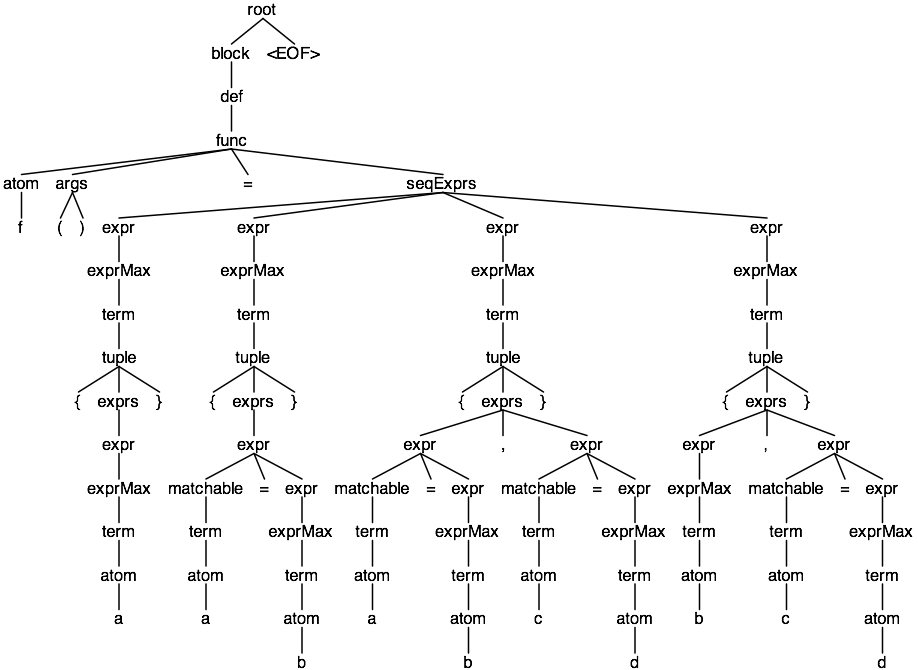 root
block <EOF>
def
func
atom args = seqExprs
f ( ) expr expr expr expr
exprMax exprMax exprMax exprMax
term term term term
tuple tuple tuple tuple
{ exprs } { exprs } { exprs } { exprs }
expr expr expr , expr expr , expr
exprMax matchable = expr matchable = expr matchable = expr exprMax matchable = expr
term term exprMax term exprMax term exprMax term term exprMax
atom atom term atom term atom term atom atom term
a a atom a atom c atom b c atom
b b d d